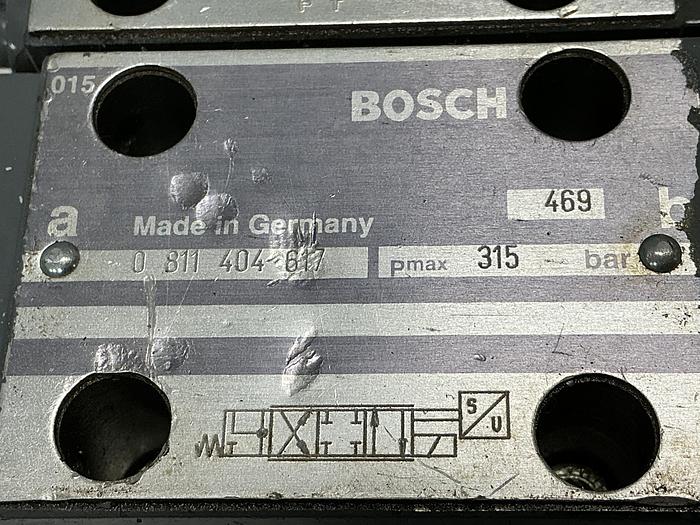 P T
015
BOSCH
469
a
b
Made in Germany
0 811 404 617
pmax 315 bar
S
U